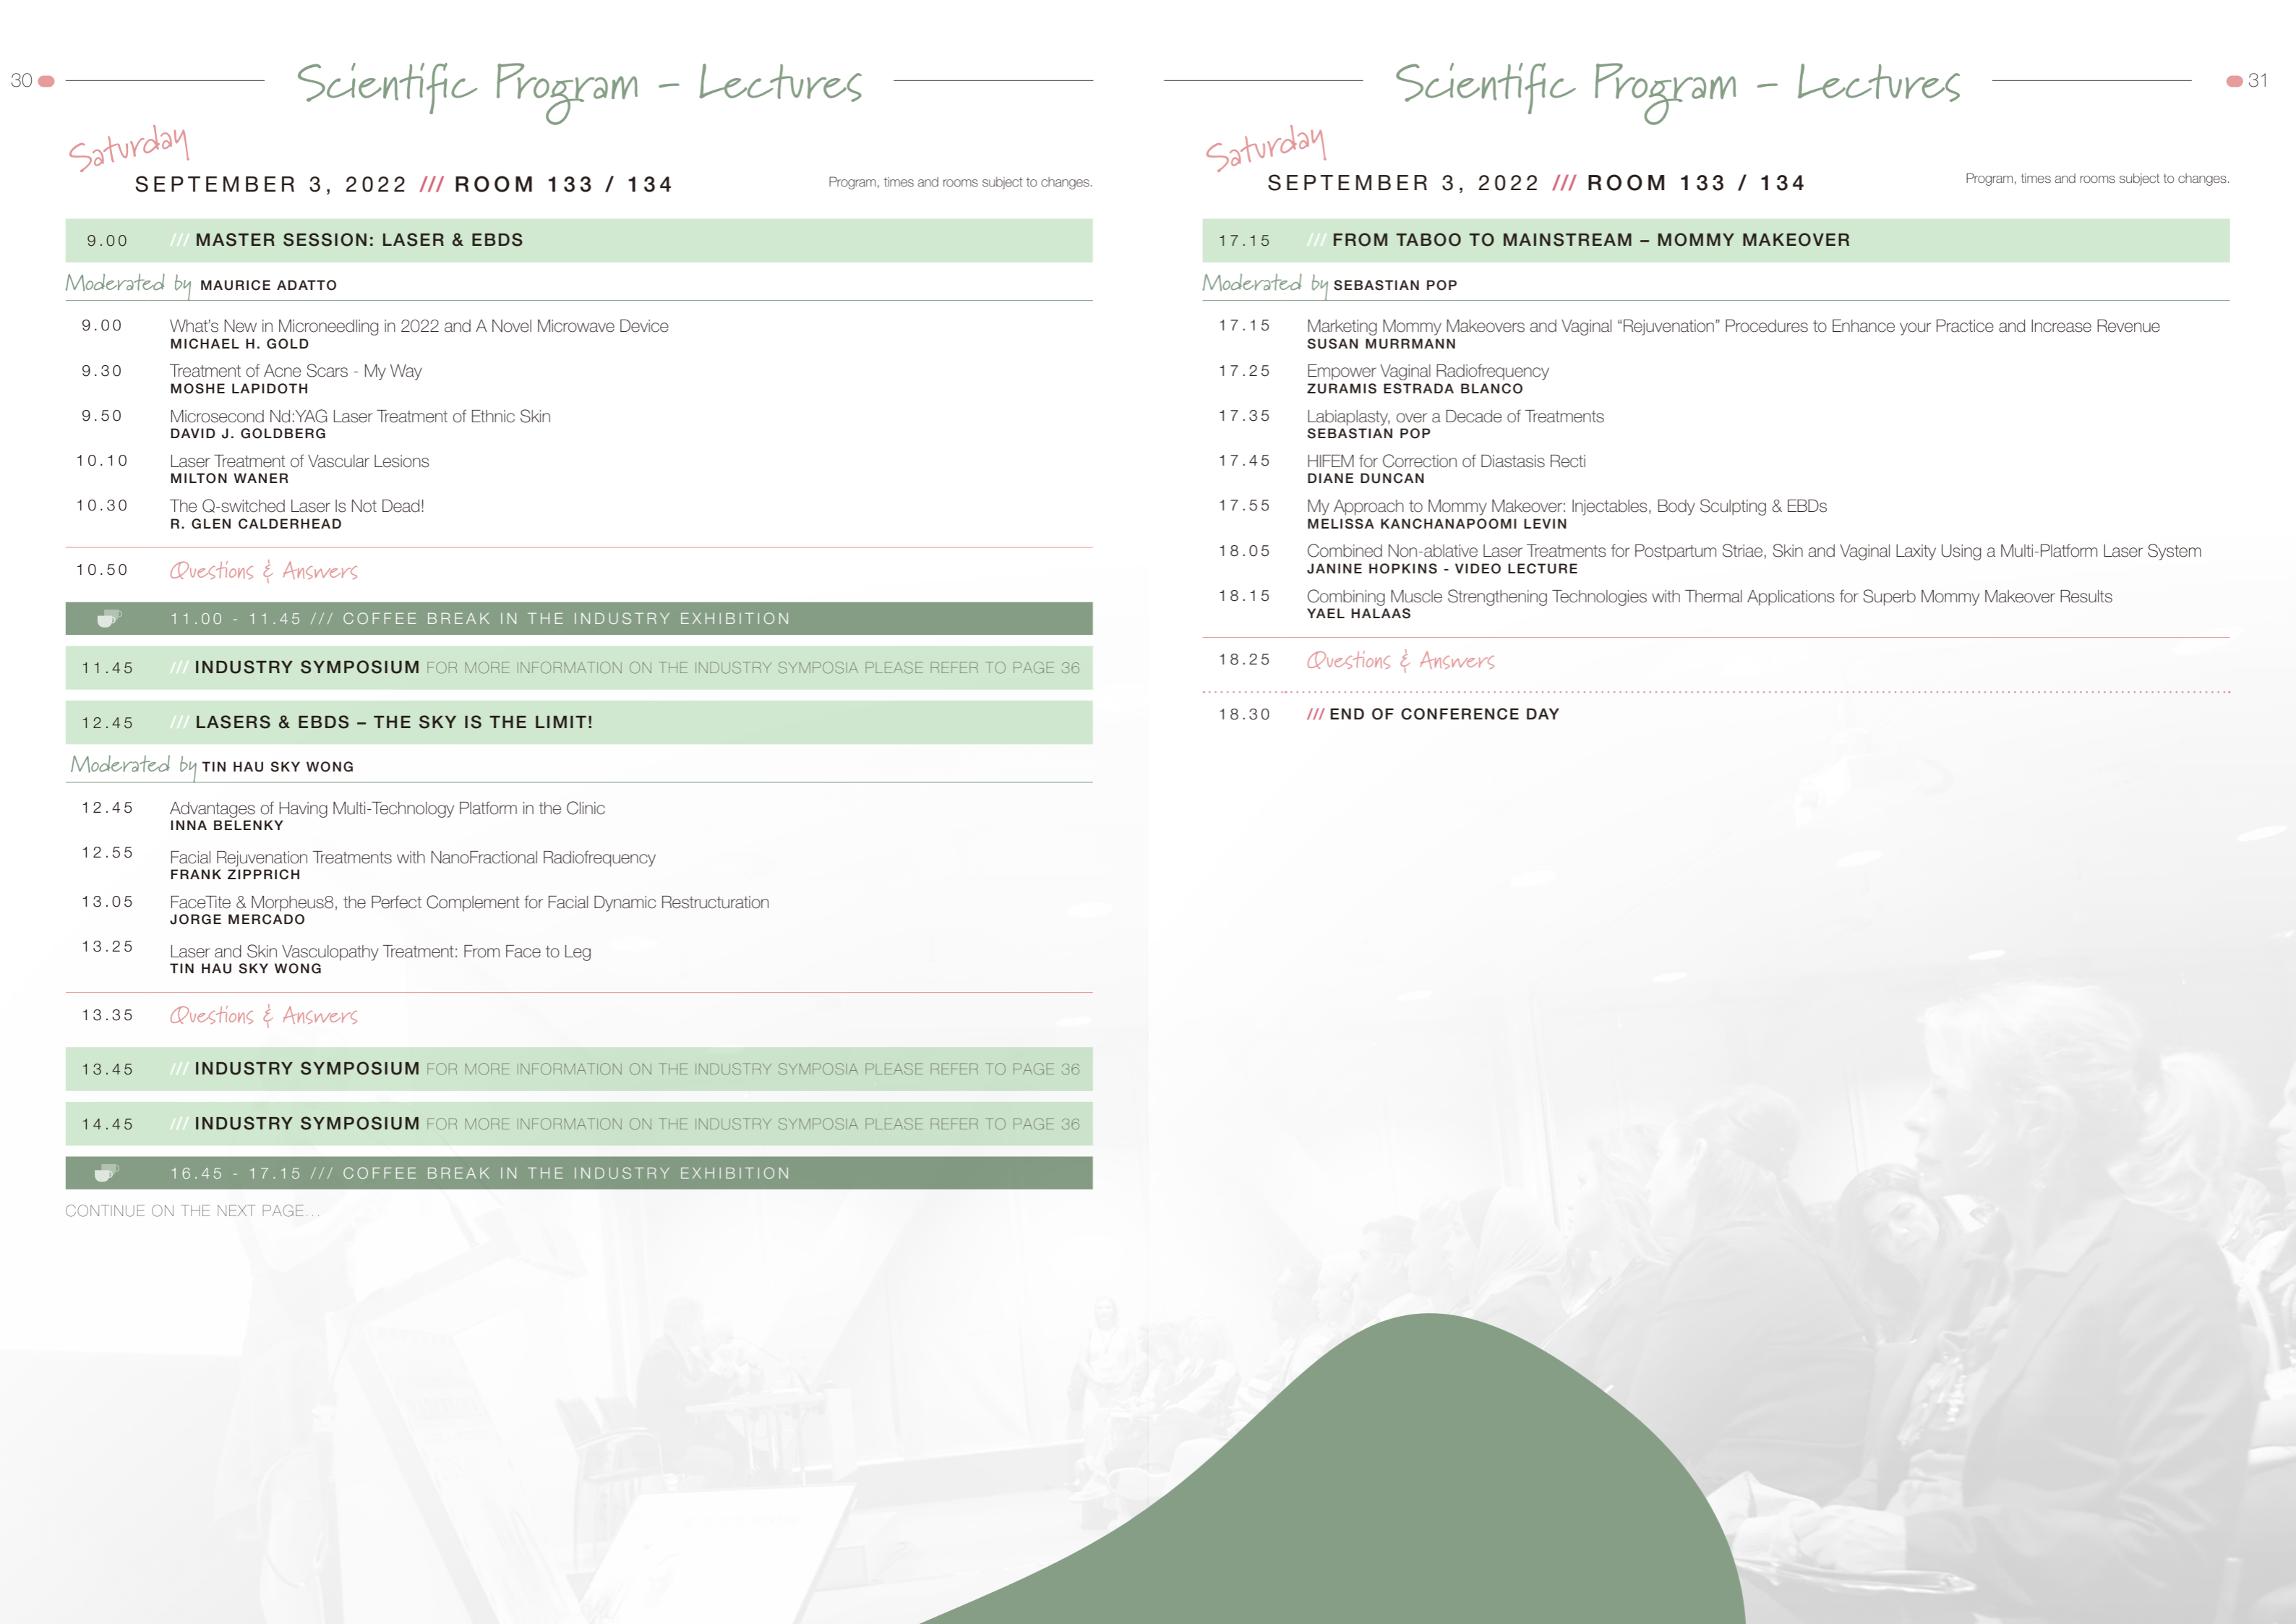 30
Scientific Program – Lectures
Saturday
SEPTEMBER 3, 2022 /// ROOM 133 / 134
Program, times and rooms subject to changes.
9.00 /// MASTER SESSION: LASER & EBDS
Moderated by MAURICE ADATTO
9.00 What's New in Microneedling in 2022 and A Novel Microwave Device
MICHAEL H. GOLD
9.30 Treatment of Acne Scars - My Way
MOSHE LAPIDOTH
9.50 Microsecond Nd:YAG Laser Treatment of Ethnic Skin
DAVID J. GOLDBERG
10.10 Laser Treatment of Vascular Lesions
MILTON WANER
10.30 The Q-switched Laser Is Not Dead!
R. GLEN CALDERHEAD
10.50 Questions & Answers
11.00 - 11.45 /// COFFEE BREAK IN THE INDUSTRY EXHIBITION
11.45 /// INDUSTRY SYMPOSIUM FOR MORE INFORMATION ON THE INDUSTRY SYMPOSIA PLEASE REFER TO PAGE 36
12.45 /// LASERS & EBDS – THE SKY IS THE LIMIT!
Moderated by TIN HAU SKY WONG
12.45 Advantages of Having Multi-Technology Platform in the Clinic
INNA BELENKY
12.55 Facial Rejuvenation Treatments with NanoFractional Radiofrequency
FRANK ZIPPRICH
13.05 FaceTite & Morpheus8, the Perfect Complement for Facial Dynamic Restructuration
JORGE MERCADO
13.25 Laser and Skin Vasculopathy Treatment: From Face to Leg
TIN HAU SKY WONG
13.35 Questions & Answers
13.45 /// INDUSTRY SYMPOSIUM FOR MORE INFORMATION ON THE INDUSTRY SYMPOSIA PLEASE REFER TO PAGE 36
14.45 /// INDUSTRY SYMPOSIUM FOR MORE INFORMATION ON THE INDUSTRY SYMPOSIA PLEASE REFER TO PAGE 36
16.45 - 17.15 /// COFFEE BREAK IN THE INDUSTRY EXHIBITION
CONTINUE ON THE NEXT PAGE...
Scientific Program – Lectures
31
Saturday
SEPTEMBER 3, 2022 /// ROOM 133 / 134
Program, times and rooms subject to changes.
17.15 /// FROM TABOO TO MAINSTREAM – MOMMY MAKEOVER
Moderated by SEBASTIAN POP
17.15 Marketing Mommy Makeovers and Vaginal “Rejuvenation” Procedures to Enhance your Practice and Increase Revenue
SUSAN MURRMANN
17.25 Empower Vaginal Radiofrequency
ZURAMIS ESTRADA BLANCO
17.35 Labiaplasty, over a Decade of Treatments
SEBASTIAN POP
17.45 HIFEM for Correction of Diastasis Recti
DIANE DUNCAN
17.55 My Approach to Mommy Makeover: Injectables, Body Sculpting & EBDs
MELISSA KANCHANAPOOMI LEVIN
18.05 Combined Non-ablative Laser Treatments for Postpartum Striae, Skin and Vaginal Laxity Using a Multi-Platform Laser System
JANINE HOPKINS - VIDEO LECTURE
18.15 Combining Muscle Strengthening Technologies with Thermal Applications for Superb Mommy Makeover Results
YAEL HALAAS
18.25 Questions & Answers
18.30 /// END OF CONFERENCE DAY